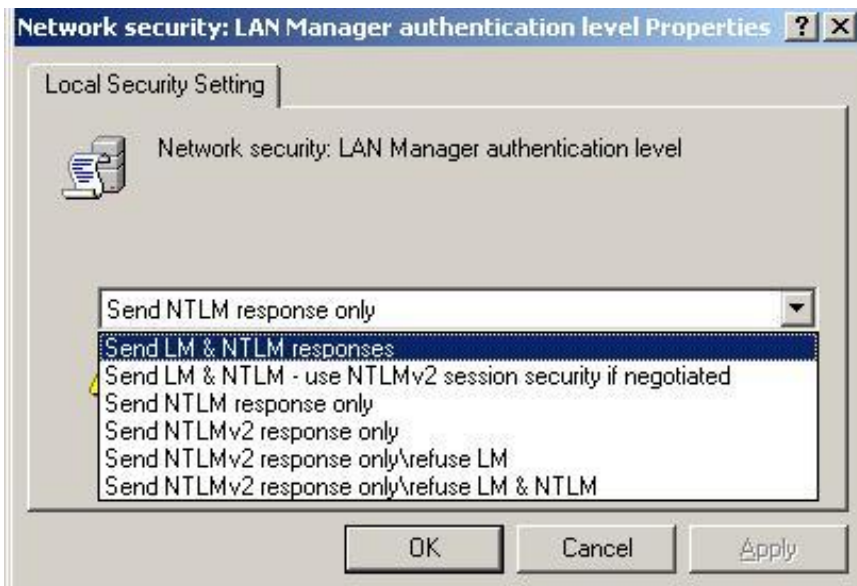 Network security: LAN Manager authentication level Properties
Local Security Setting
Network security: LAN Manager authentication level
Send NTLM response only
Send LM & NTLM responses
Send LM & NTLM - use NTLMv2 session security if negotiated
Send NTLM response only
Send NTLMv2 response only
Send NTLMv2 response only\refuse LM
Send NTLMv2 response only\refuse LM & NTLM
OK Cancel Apply